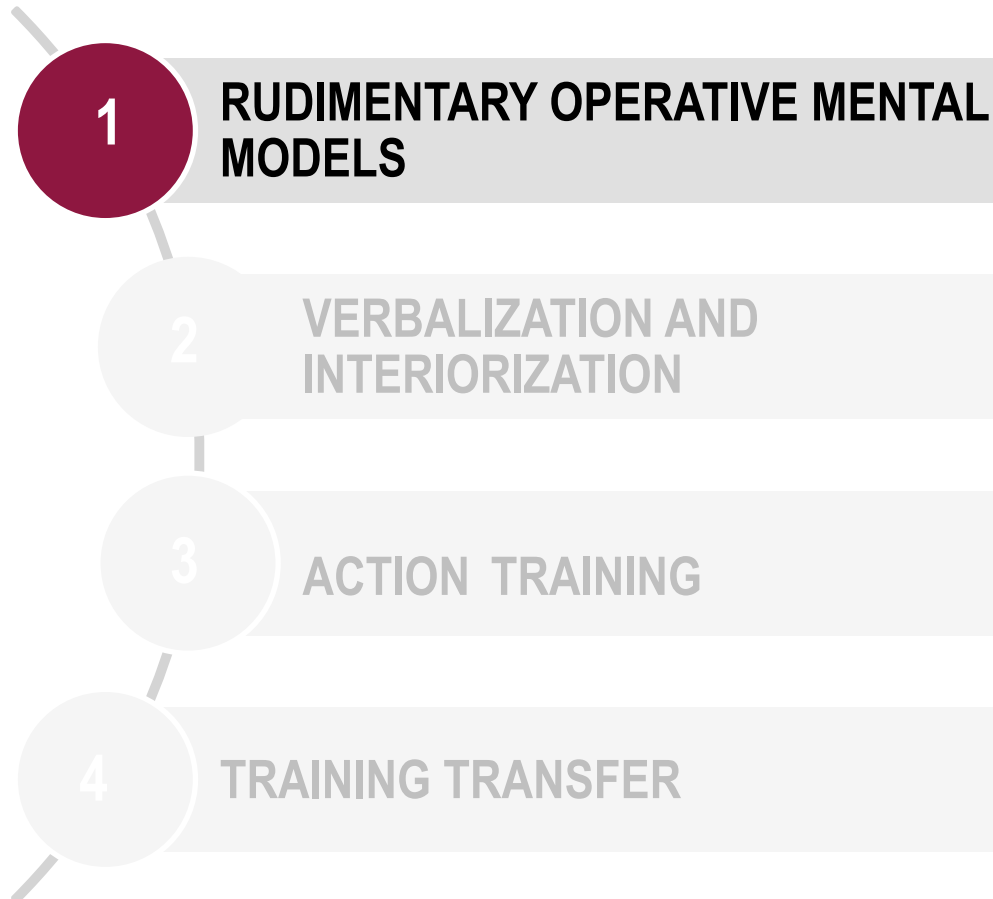 1
RUDIMENTARY OPERATIVE MENTAL
MODELS
2
VERBALIZATION AND
INTERIORIZATION
3
ACTION TRAINING
4
TRAINING TRANSFER